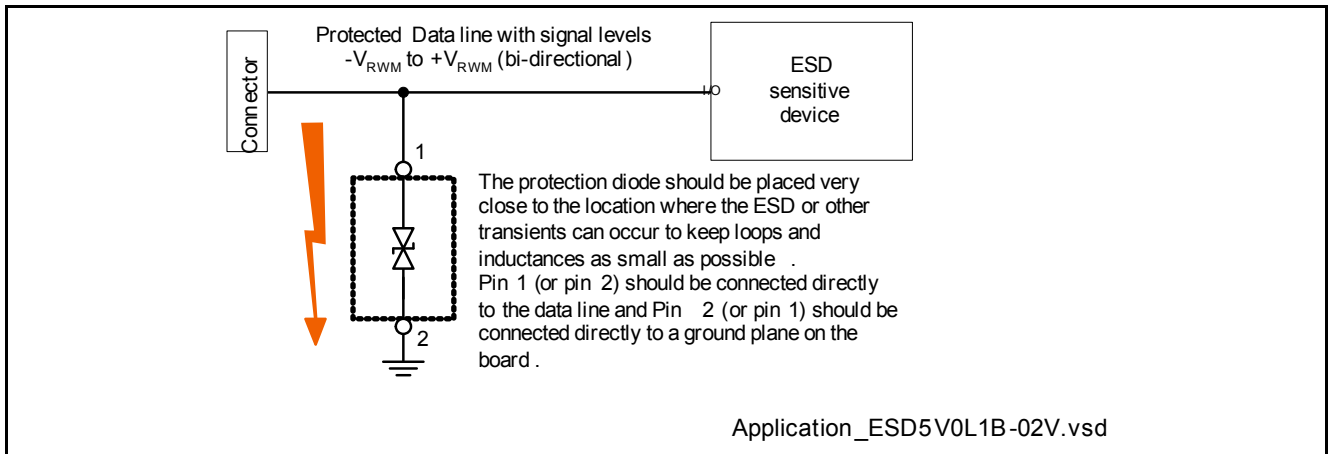 Protected Data line with signal levels
-VRWM to +VRWM (bi-directional)
Connector
ESD
sensitive
device
I/O
1
The protection diode should be placed very
close to the location where the ESD or other
transients can occur to keep loops and
inductances as small as possible .
Pin 1 (or pin 2) should be connected directly
to the data line and Pin 2 (or pin 1) should be
connected directly to a ground plane on the
board .
2
Application_ESD5V0L1B-02V.vsd